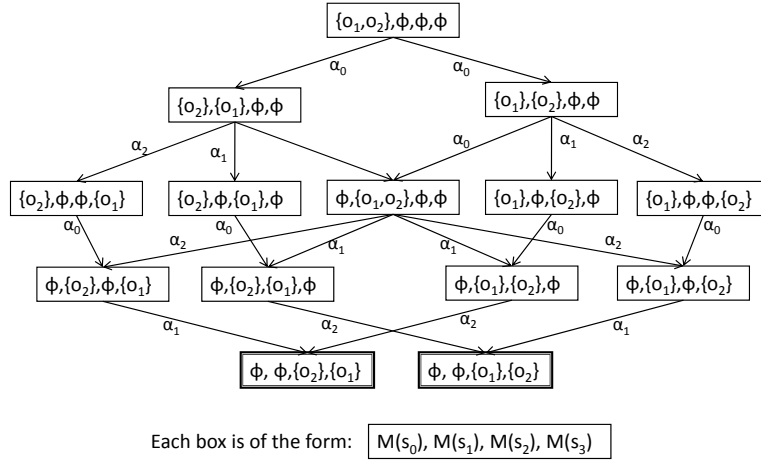 {o₁,o₂},ϕ,ϕ,ϕ
α₀ α₀
{o₂},{o₁},ϕ,ϕ {o₁},{o₂},ϕ,ϕ
α₂ α₁ α₀ α₁ α₂
{o₂},ϕ,ϕ,{o₁} {o₂},ϕ,{o₁},ϕ ϕ,{o₁,o₂},ϕ,ϕ {o₁},ϕ,{o₂},ϕ {o₁},ϕ,ϕ,{o₂}
α₀ α₂ α₀ α₁ α₁ α₀ α₂ α₀
ϕ,{o₂},ϕ,{o₁} ϕ,{o₂},{o₁},ϕ ϕ,{o₁},{o₂},ϕ ϕ,{o₁},ϕ,{o₂}
α₁ α₂ α₂ α₁
ϕ, ϕ,{o₂},{o₁} ϕ, ϕ,{o₁},{o₂}
Each box is of the form: M(s₀), M(s₁), M(s₂), M(s₃)